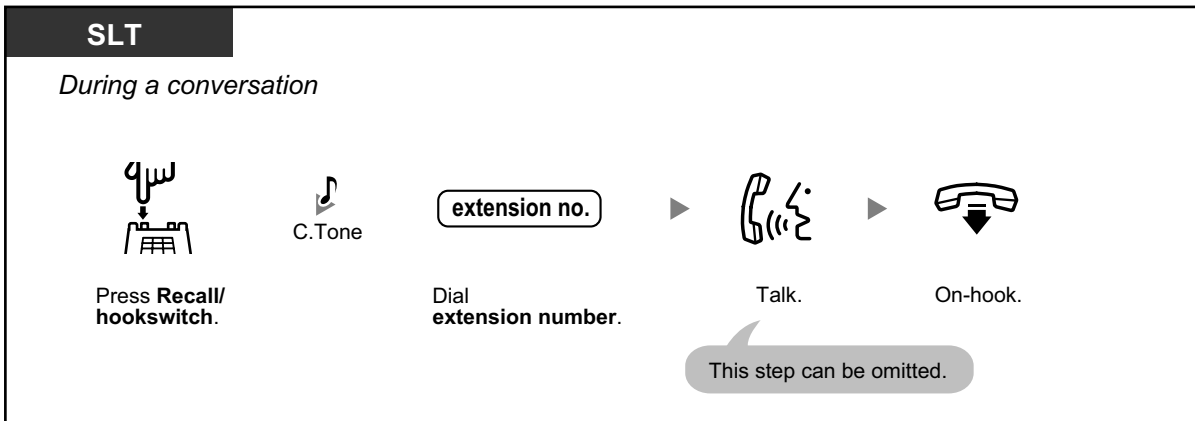 SLT
During a conversation
C.Tone
extension no.
Press Recall/
hookswitch.
Dial
extension number.
Talk.
On-hook.
This step can be omitted.